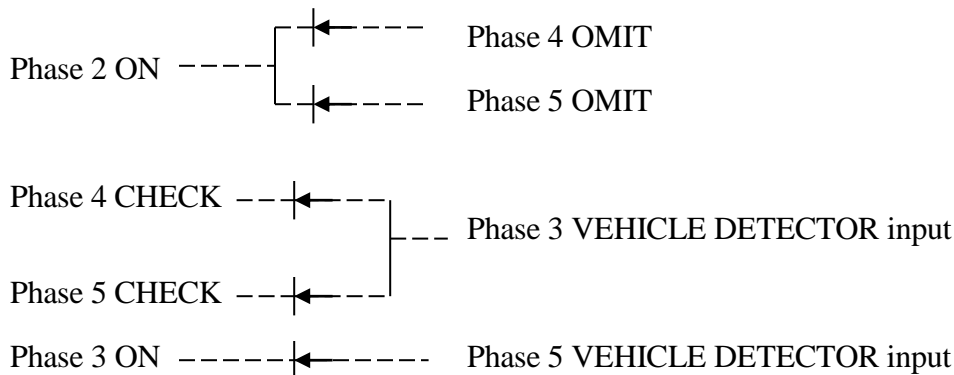 Phase 4 OMIT
Phase 2 ON
Phase 5 OMIT
Phase 4 CHECK
Phase 3 VEHICLE DETECTOR input
Phase 5 CHECK
Phase 3 ON
Phase 5 VEHICLE DETECTOR input